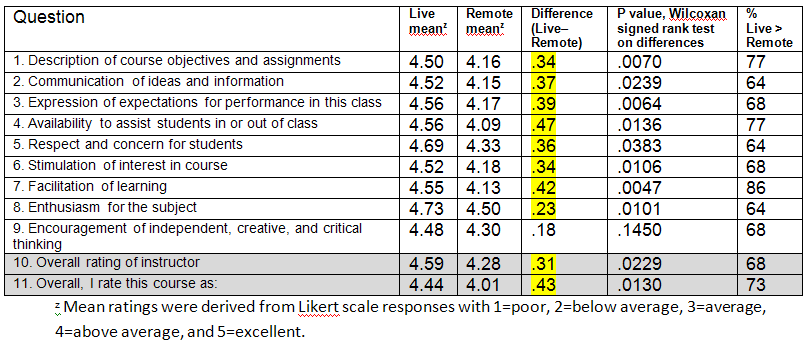 Question Live mean^z Remote mean^z Difference (Live–Remote) P value, Wilcoxan signed rank test on differences % Live > Remote
1. Description of course objectives and assignments 4.50 4.16 .34 .0070 77
2. Communication of ideas and information 4.52 4.15 .37 .0239 64
3. Expression of expectations for performance in this class 4.56 4.17 .39 .0064 68
4. Availability to assist students in or out of class 4.56 4.09 .47 .0136 77
5. Respect and concern for students 4.69 4.33 .36 .0383 64
6. Stimulation of interest in course 4.52 4.18 .34 .0106 68
7. Facilitation of learning 4.55 4.13 .42 .0047 86
8. Enthusiasm for the subject 4.73 4.50 .23 .0101 64
9. Encouragement of independent, creative, and critical thinking 4.48 4.30 .18 .1450 68
10. Overall rating of instructor 4.59 4.28 .31 .0229 68
11. Overall, I rate this course as: 4.44 4.01 .43 .0130 73
z Mean ratings were derived from Likert scale responses with 1=poor, 2=below average, 3=average,
4=above average, and 5=excellent.